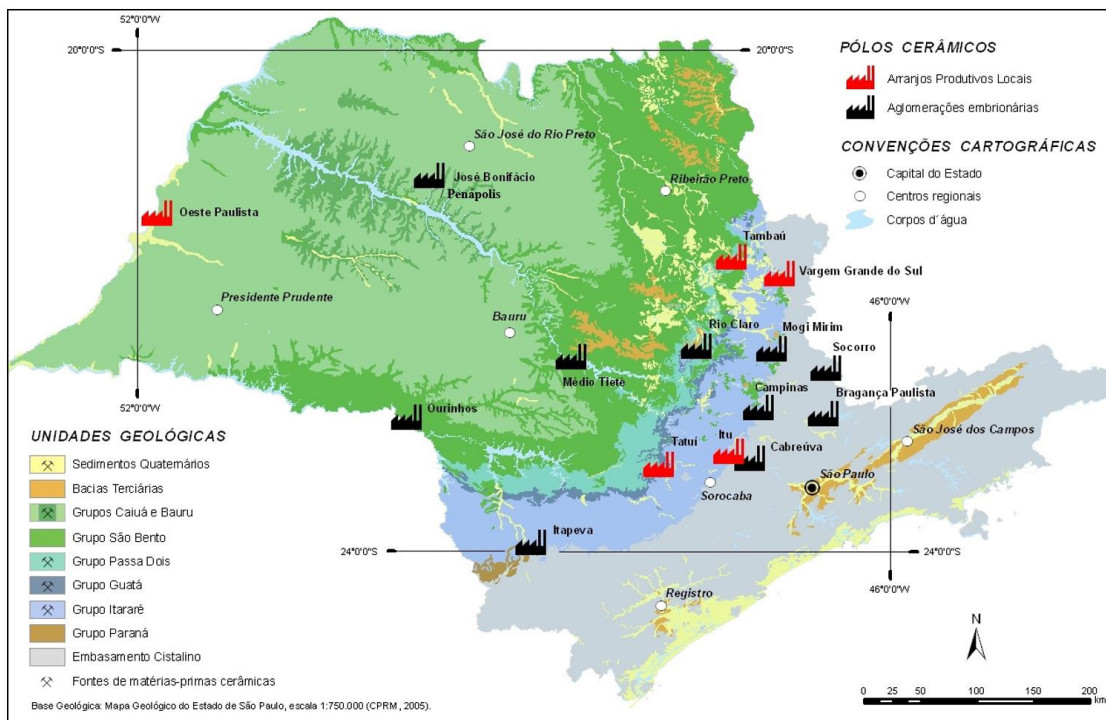 52°0'0"W
20°0'0"S
20°0'0"S
PÓLOS CERÂMICOS
Arranjos Produtivos Locais
Aglomerações embrionárias
CONVENÇÕES CARTOGRÁFICAS
Capital do Estado
Centros regionais
Corpos d´água
São José do Rio Preto
José Bonifácio
Penápolis
Ribeirão Preto
Oeste Paulista
Tambaú
Vargem Grande do Sul
46°0'0"W
Presidente Prudente
Bauru
Rio Claro
Mogi Mirim
Socorro
Médio Tietê
Campinas
Bragança Paulista
52°0'0"W
Ourinhos
São José dos Campos
Tatuí
Itu
Cabreúva
São Paulo
Sorocaba
Itapeva
24°0'0"S
24°0'0"S
46°0'0"W
Registro
UNIDADES GEOLÓGICAS
Sedimentos Quaternários
Bacias Terciárias
Grupos Caiuá e Bauru
Grupo São Bento
Grupo Passa Dois
Grupo Guatá
Grupo Itararé
Grupo Paraná
Embasamento Cistalino
Fontes de matérias-primas cerâmicas
N
0 25 50 100 150 200
km
Base Geológica: Mapa Geológico do Estado de São Paulo, escala 1:750.000 (CPRM, 2005).